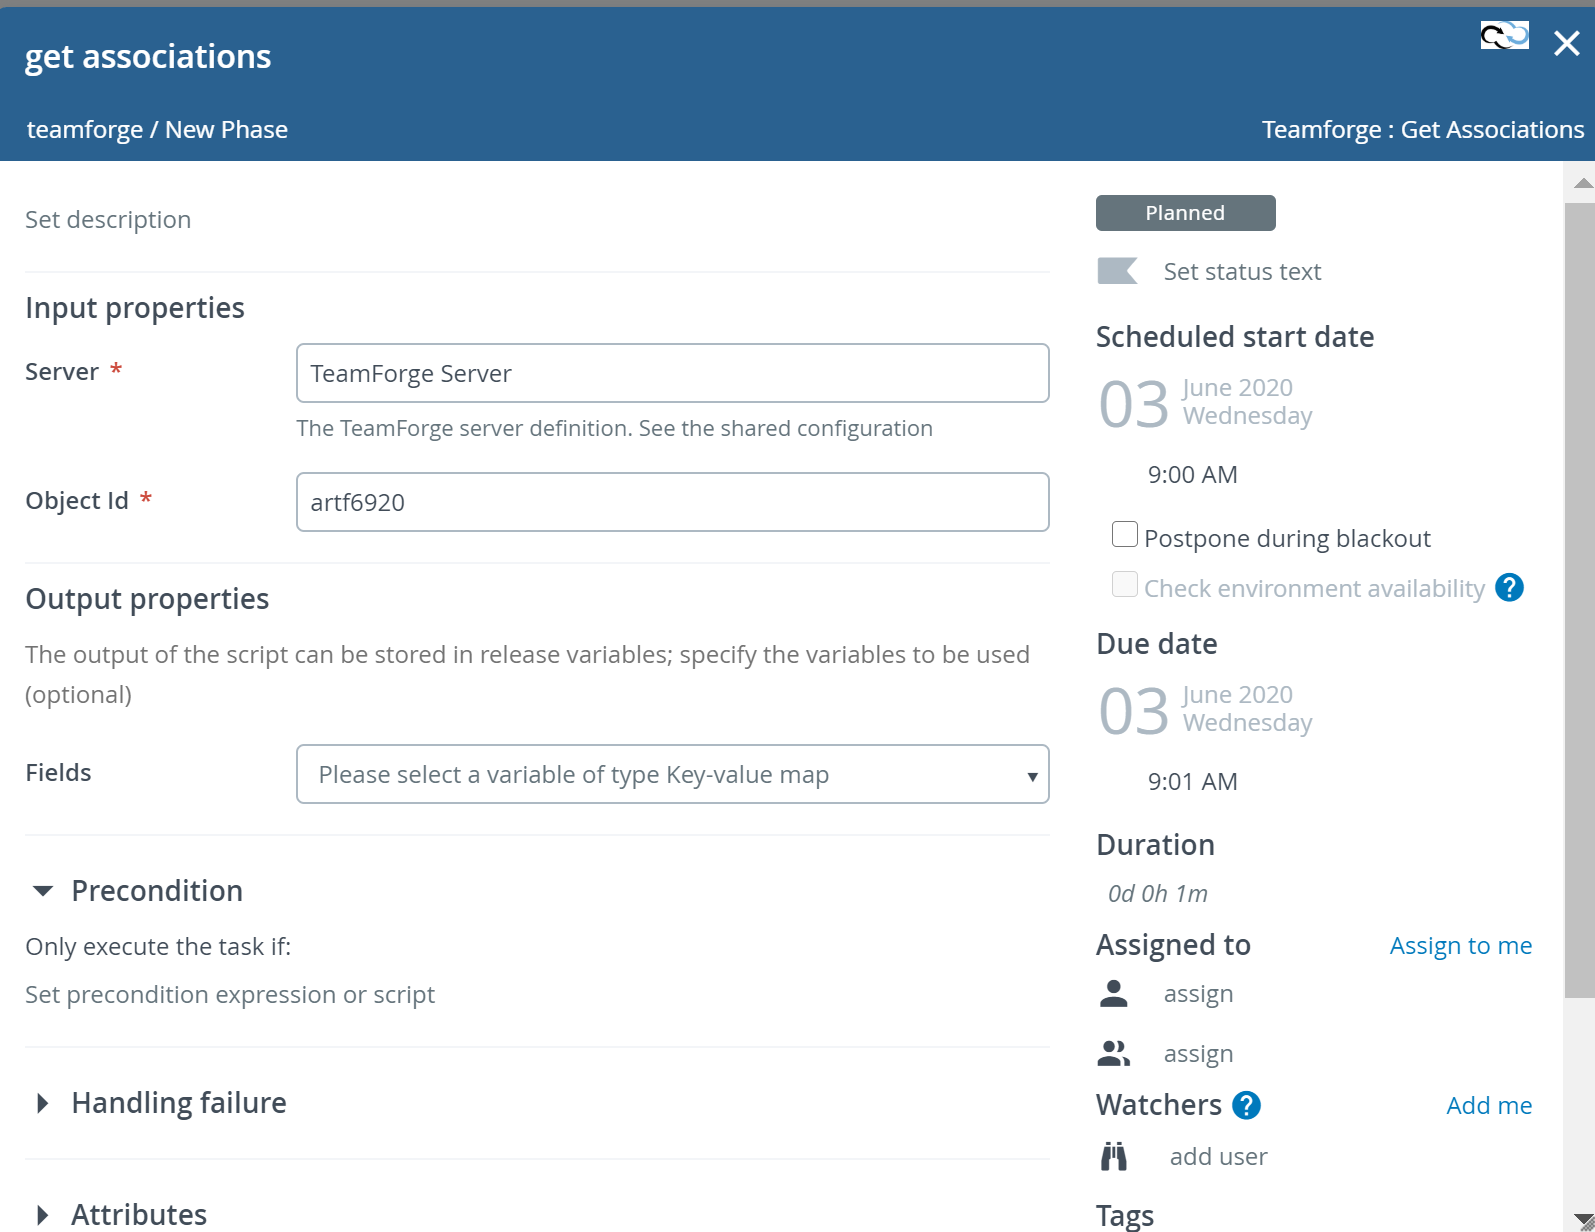 get associations
teamforge / New Phase
Teamforge : Get Associations
Set description
Input properties
Server *
TeamForge Server
The TeamForge server definition. See the shared configuration
Object Id *
artf6920
Output properties
The output of the script can be stored in release variables; specify the variables to be used
(optional)
Fields
Please select a variable of type Key-value map
Precondition
Only execute the task if:
Set precondition expression or script
Handling failure
Attributes
Planned
Set status text
Scheduled start date
03 June 2020
Wednesday
9:00 AM
Postpone during blackout
Check environment availability ?
Due date
03 June 2020
Wednesday
9:01 AM
Duration
0d 0h 1m
Assigned to
Assign to me
assign
assign
Watchers ?
Add me
add user
Tags